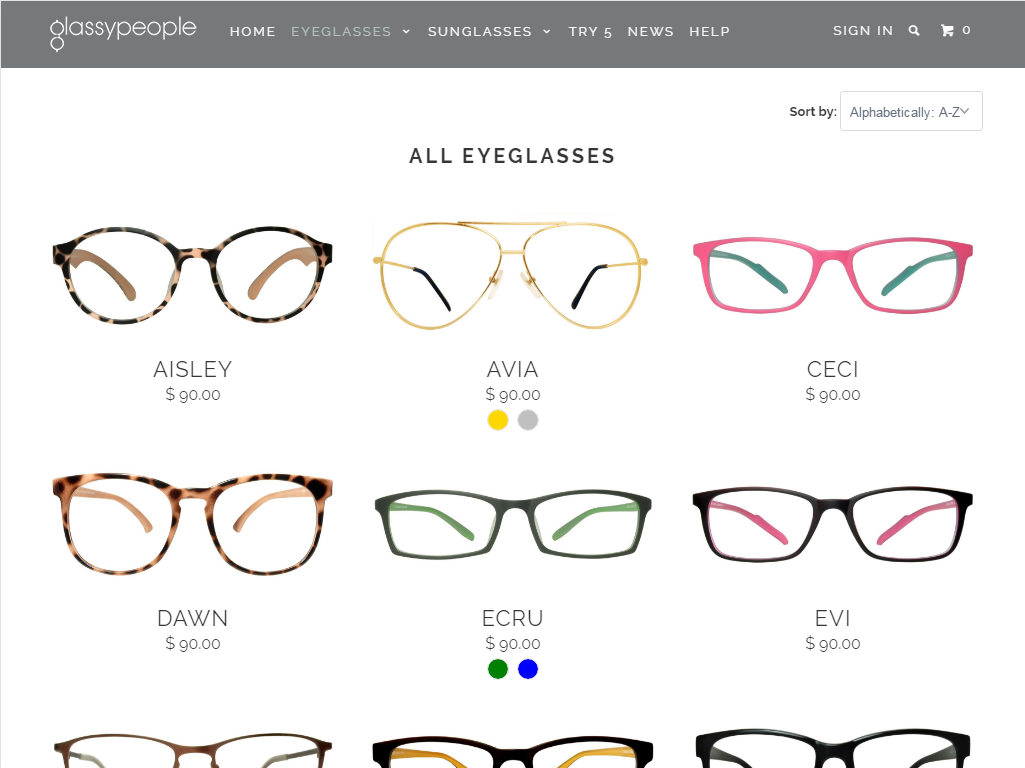 glassypeople HOME EYEGLASSES SUNGLASSES TRY 5 NEWS HELP SIGN IN 0
Sort by: Alphabetically: A-Z
ALL EYEGLASSES
AISLEY AVIA CECI
$ 90.00 $ 90.00 $ 90.00
DAWN ECRU EVI
$ 90.00 $ 90.00 $ 90.00